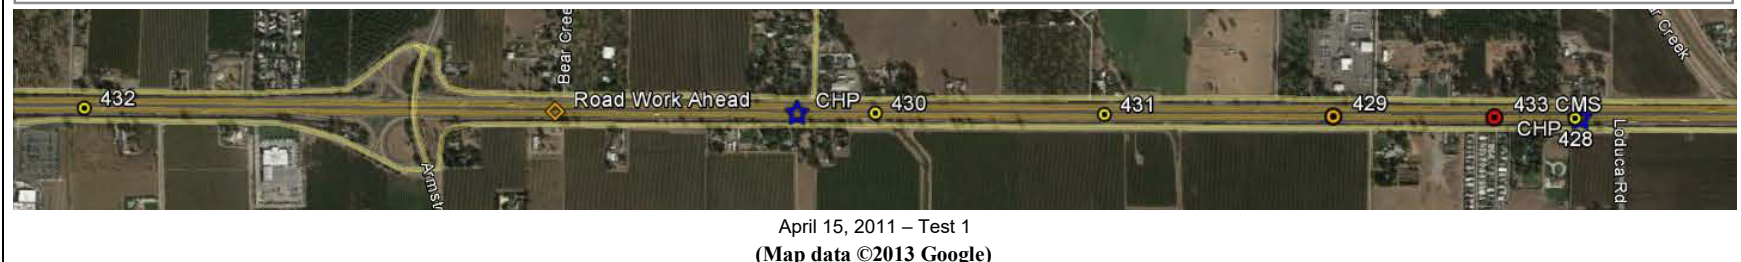 432
Bear Cree
Road Work Ahead
CHP
430
431
429
433 CMS
CHP
428
Loduca Rd
r Creek
Armstr
April 15, 2011 – Test 1
(Map data ©2013 Google)